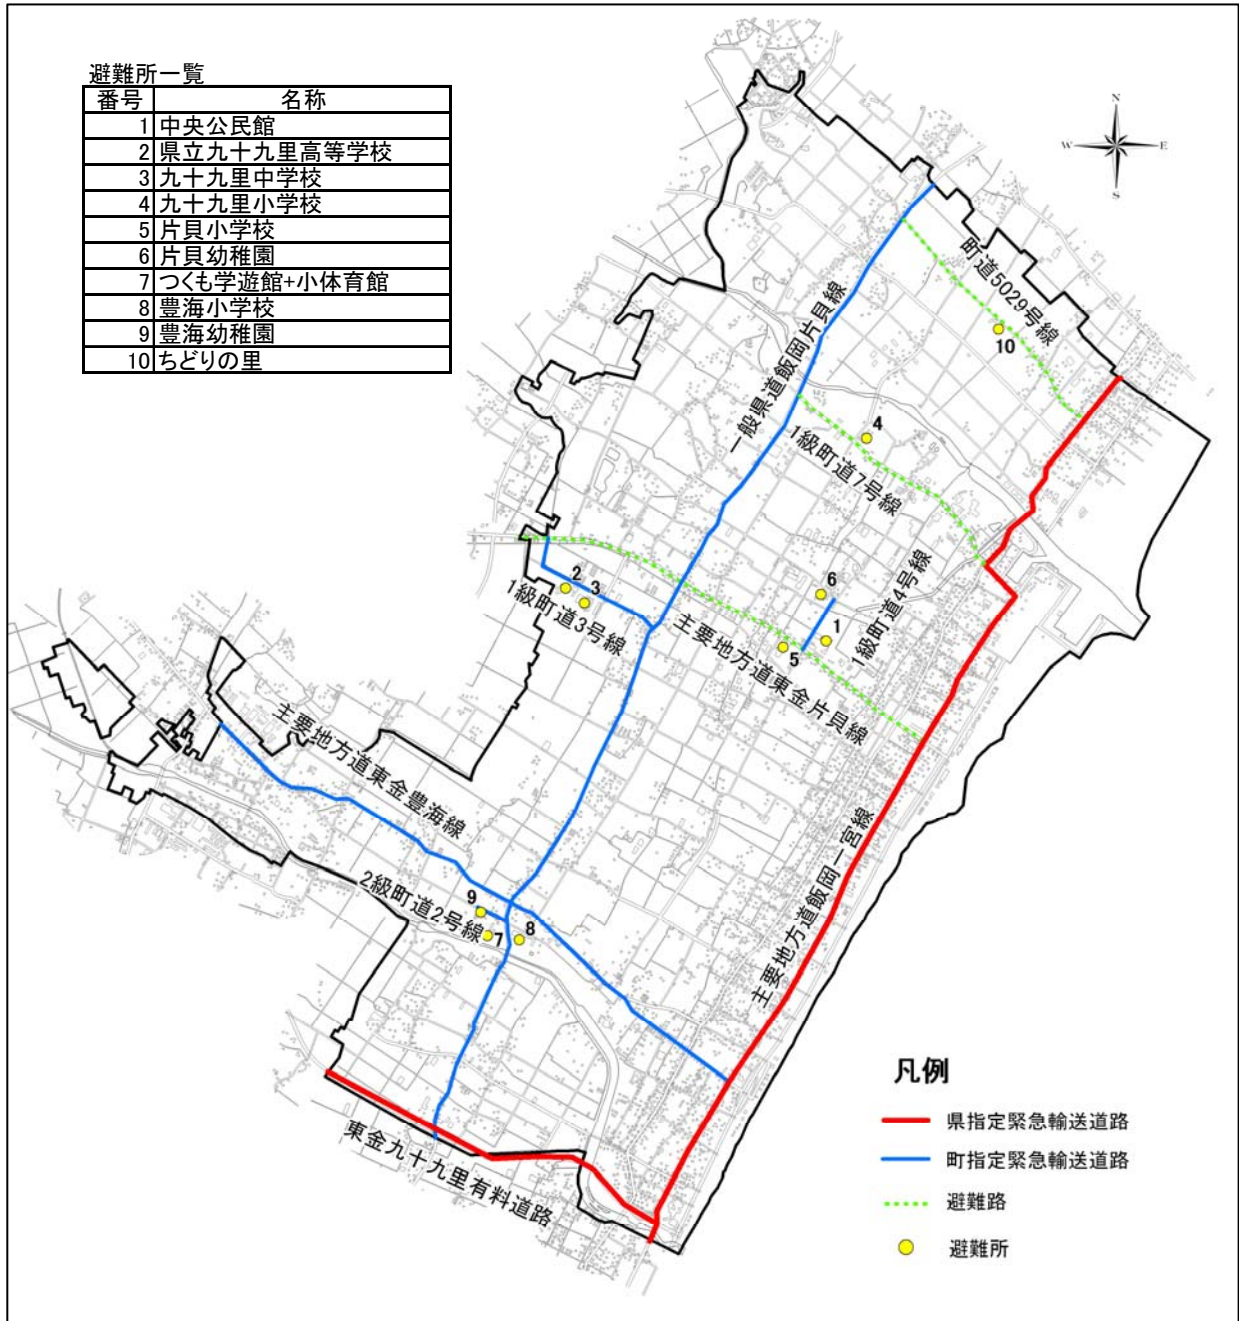 避難所一覧
番号 名称
1 中央公民館
2 県立九十九里高等学校
3 九十九里中学校
4 九十九里小学校
5 片貝小学校
6 片貝幼稚園
7 つくも学遊館+小体育館
8 豊海小学校
9 豊海幼稚園
10 ちどりの里
N
W
E
S
町道5029号線
10
一般県道飯岡片貝線
4
1級町道7号線
2
3
1級町道3号線
6
1
1級町道4号線
5
主要地方道東金片貝線
主要地方道東金豊海線
主要地方道飯岡一宮線
9
2級町道2号線
7
8
東金九十九里有料道路
凡例
県指定緊急輸送道路
町指定緊急輸送道路
避難路
避難所